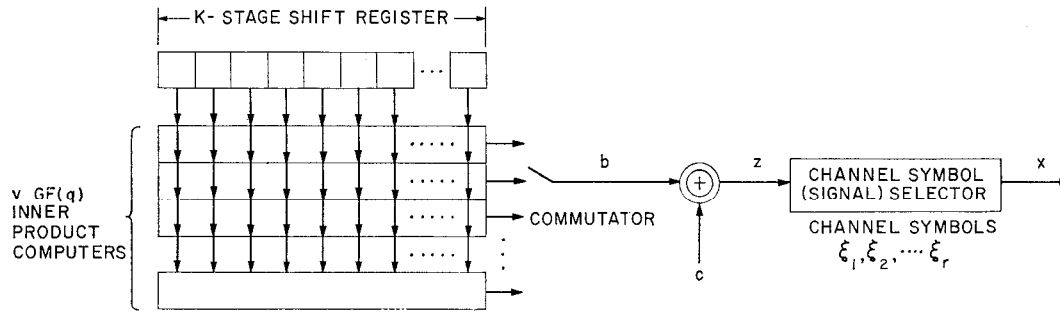 K- STAGE SHIFT REGISTER
v GF(q)
INNER
PRODUCT
COMPUTERS
COMMUTATOR
b
c
z
CHANNEL SYMBOL
(SIGNAL) SELECTOR
x
CHANNEL SYMBOLS
ξ₁, ξ₂, ···· ξᵣ